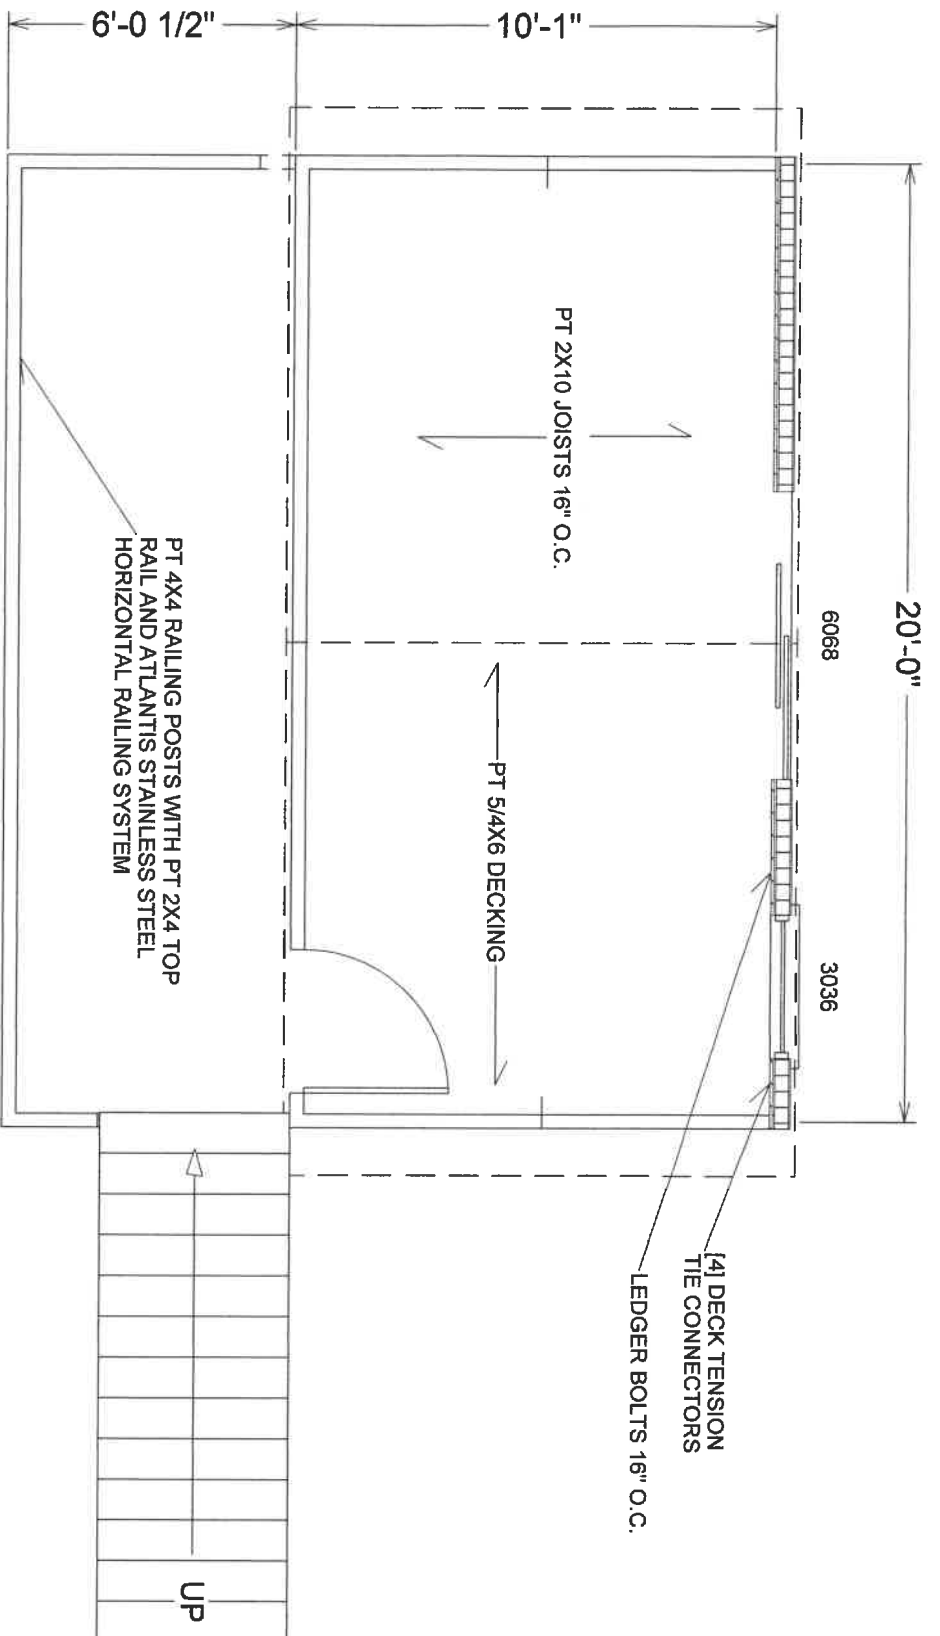 6'-0 1/2"
10'-1"
20'-0"
6068
3036
PT 2X10 JOISTS 16" O.C.
PT 5/4X6 DECKING
PT 4X4 RAILING POSTS WITH PT 2X4 TOP
RAIL AND ATLANTIS STAINLESS STEEL
HORIZONTAL RAILING SYSTEM
[4] DECK TENSION
TIE CONNECTORS
LEDGER BOLTS 16" O.C.
UP